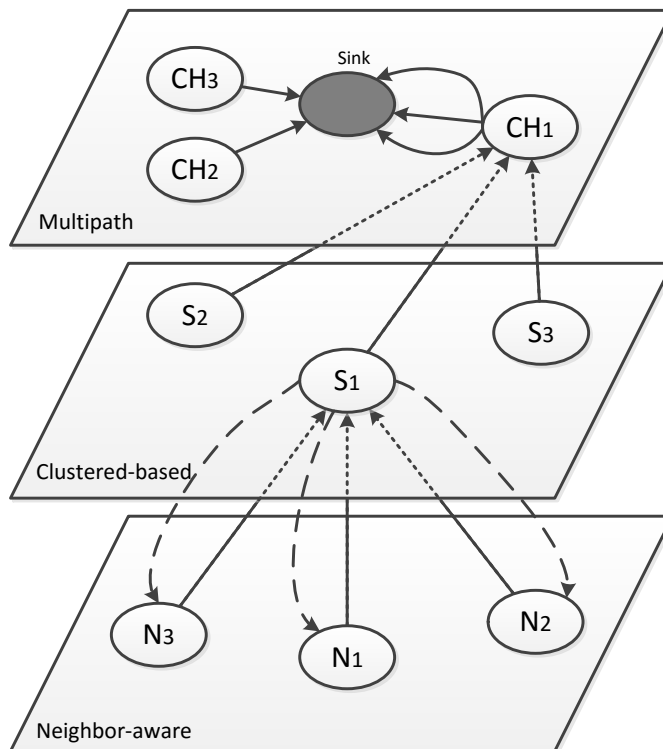 Sink
CH3
CH1
CH2
Multipath
S2
S3
S1
Clustered-based
N3
N2
N1
Neighbor-aware